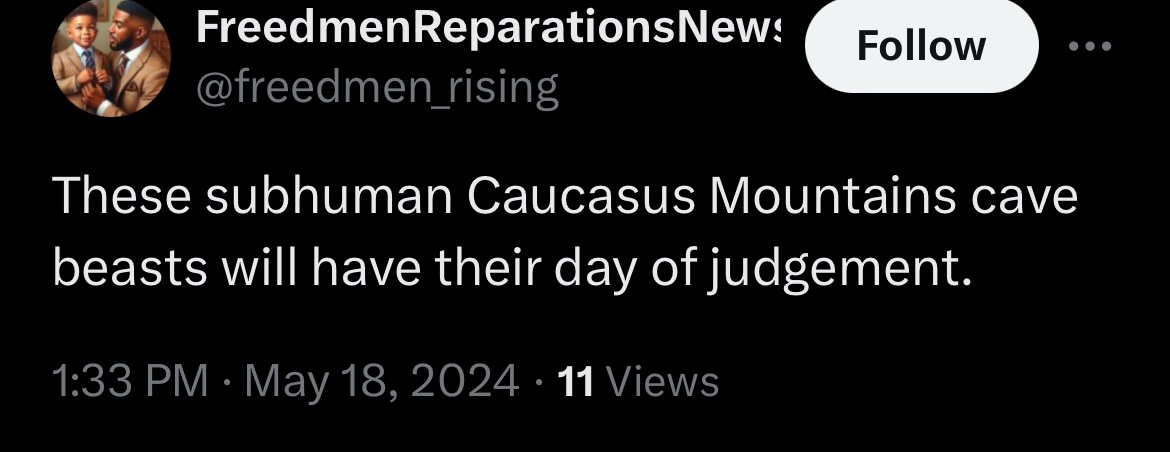 FreedmenReparationsNews
Follow
@freedmen_rising
These subhuman Caucasus Mountains cave
beasts will have their day of judgement.
1:33 PM · May 18, 2024 · 11 Views